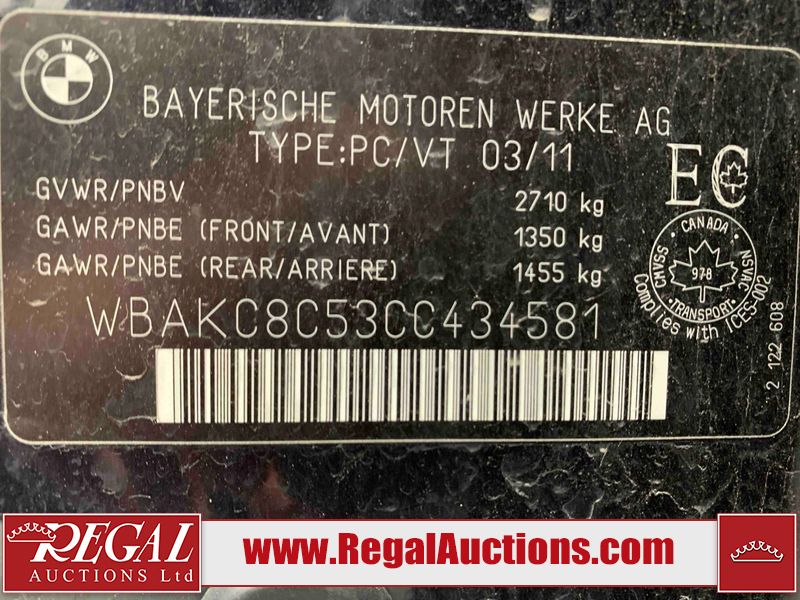 BMW
BAYERISCHE MOTOREN WERKE AG
TYPE:PC/VT 03/11
EC
GVWR/PNBV 2710 kg
GAWR/PNBE (FRONT/AVANT) 1350 kg
GAWR/PNBE (REAR/ARRIÈRE) 1455 kg
WBAKC8C53CC434581
CANADA
CMVSS 978 NSVAC
TRANSPORT
Complies with ICES-002
2 122 608
REGAL
AUCTIONS Ltd
www.RegalAuctions.com